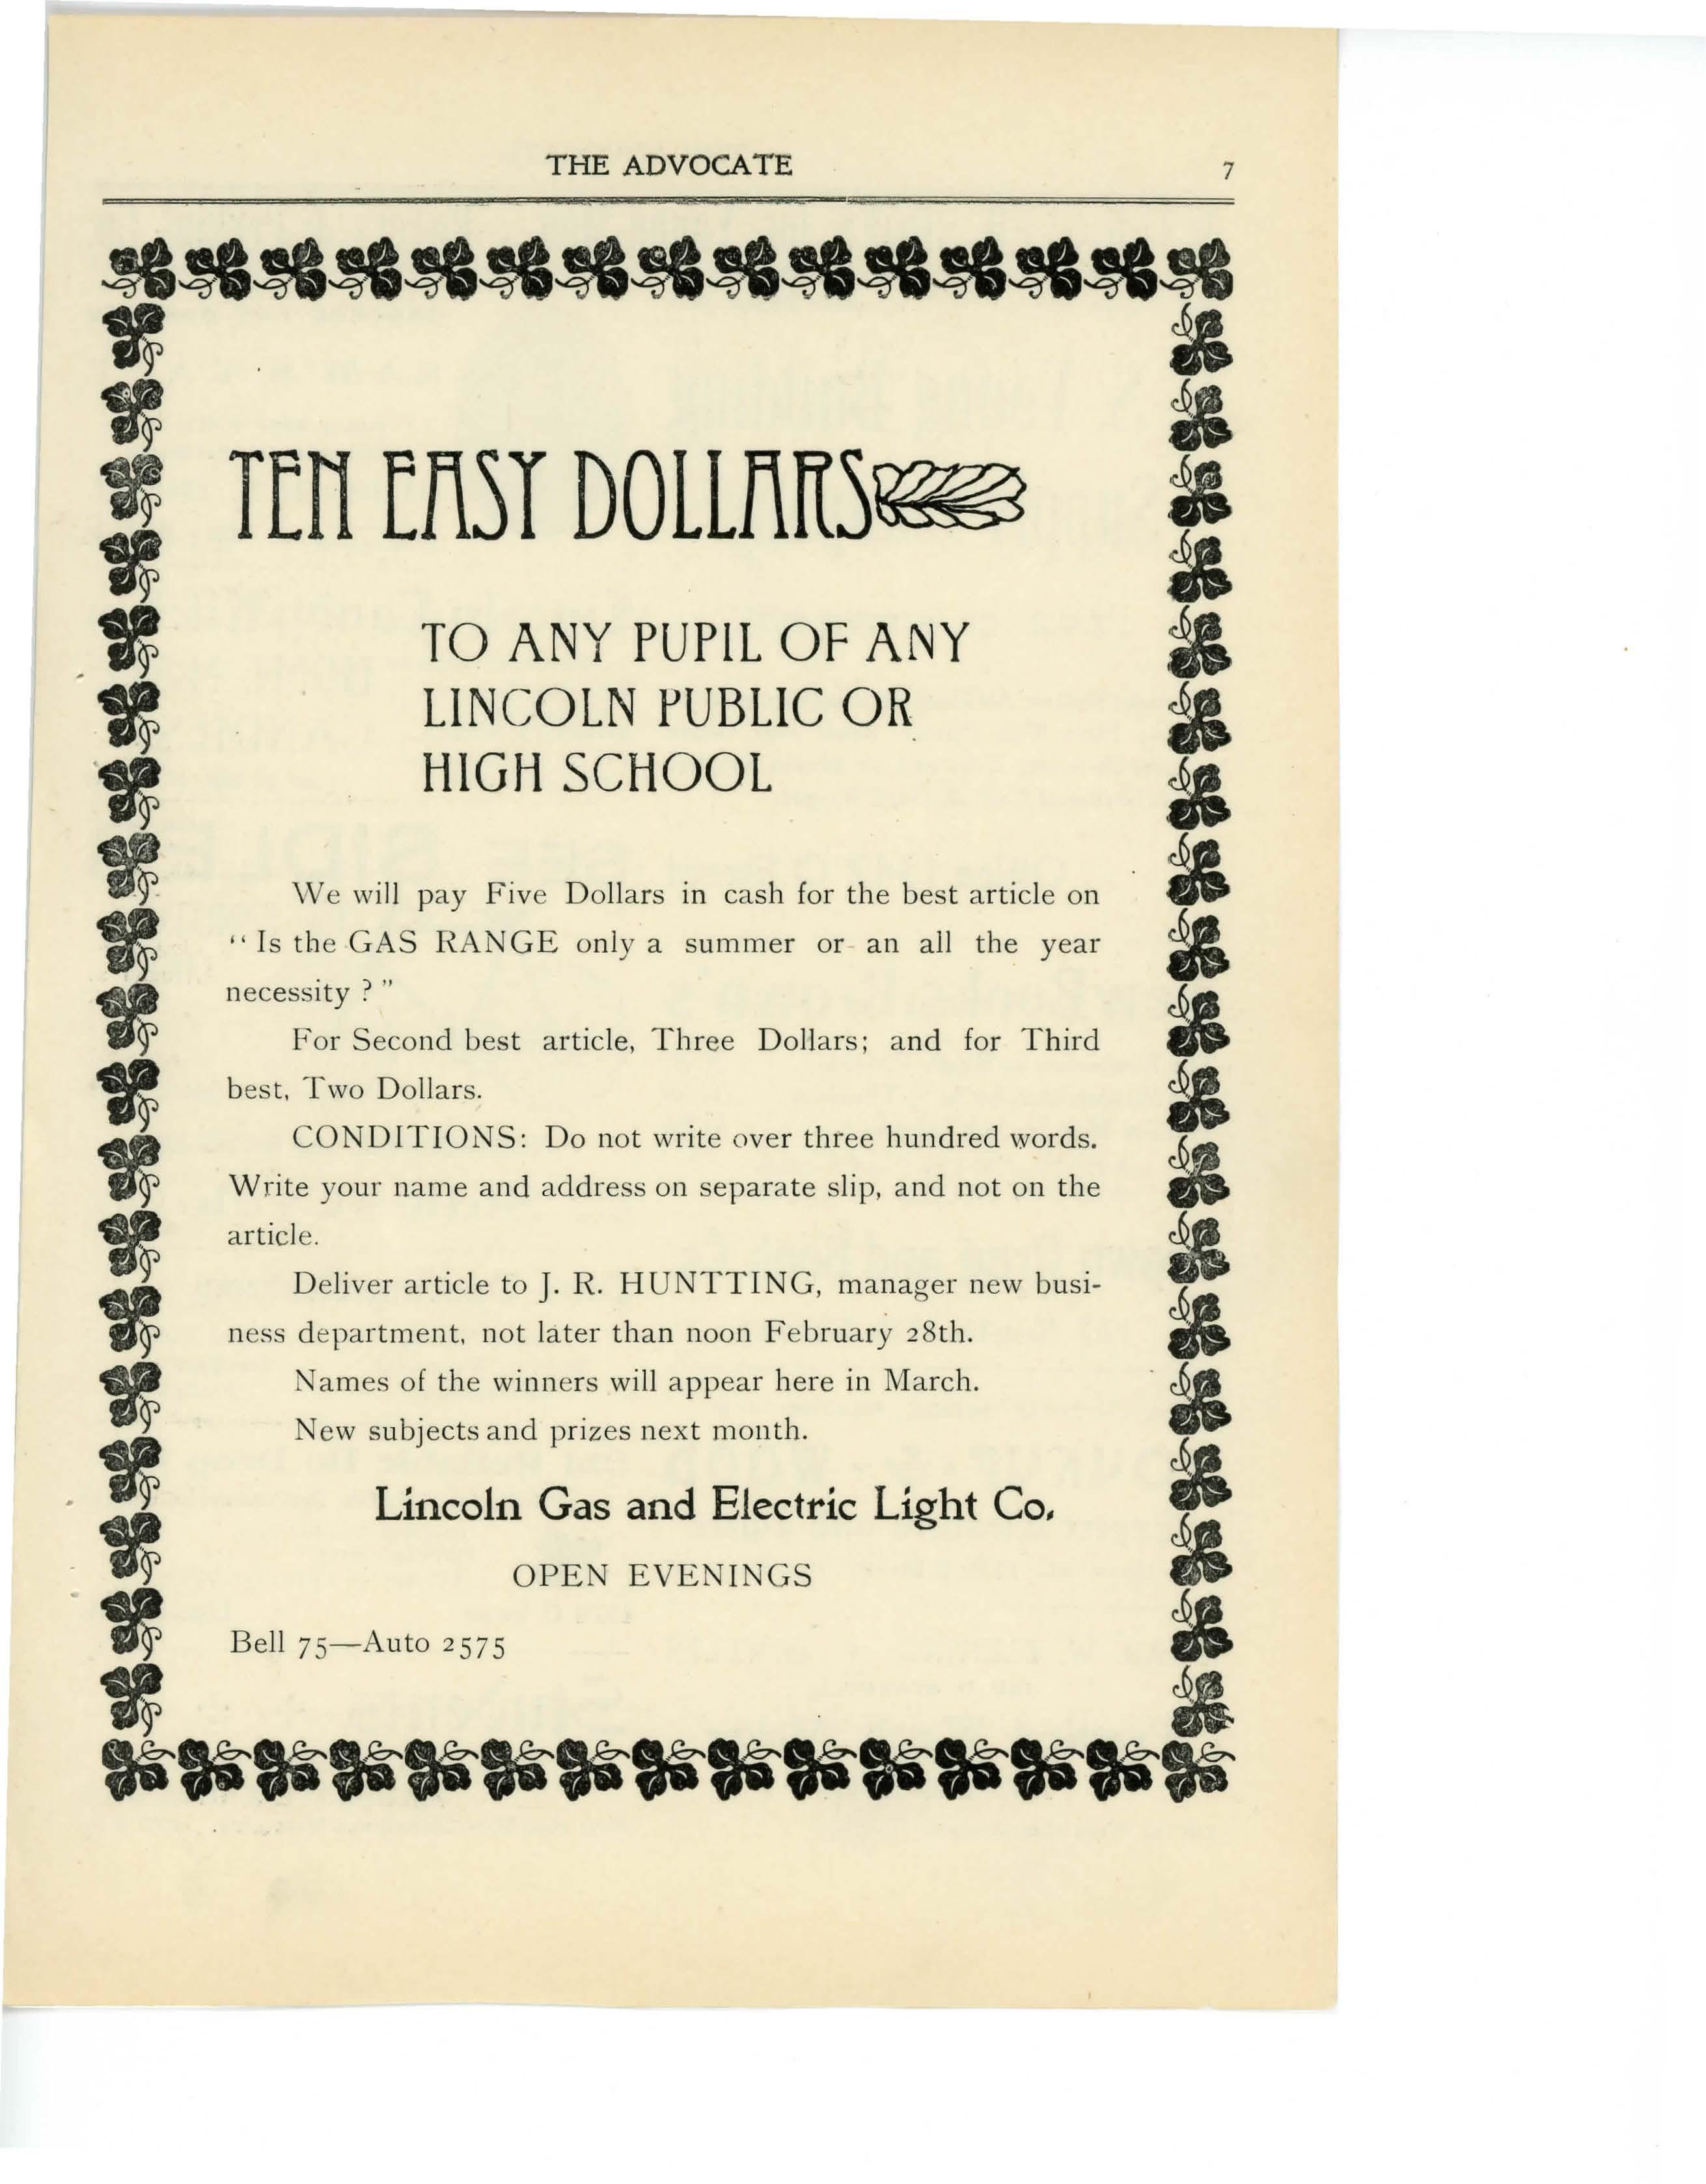 THE ADVOCATE 7
TEN EASY DOLLARS
TO ANY PUPIL OF ANY
LINCOLN PUBLIC OR
HIGH SCHOOL
We will pay Five Dollars in cash for the best article on
“Is the GAS RANGE only a summer or an all the year
necessity ?”
For Second best article, Three Dollars; and for Third
best, Two Dollars.
CONDITIONS: Do not write over three hundred words.
Write your name and address on separate slip, and not on the
article.
Deliver article to J. R. HUNTTING, manager new busi-
ness department, not later than noon February 28th.
Names of the winners will appear here in March.
New subjects and prizes next month.
Lincoln Gas and Electric Light Co.
OPEN EVENINGS
Bell 75—Auto 2575